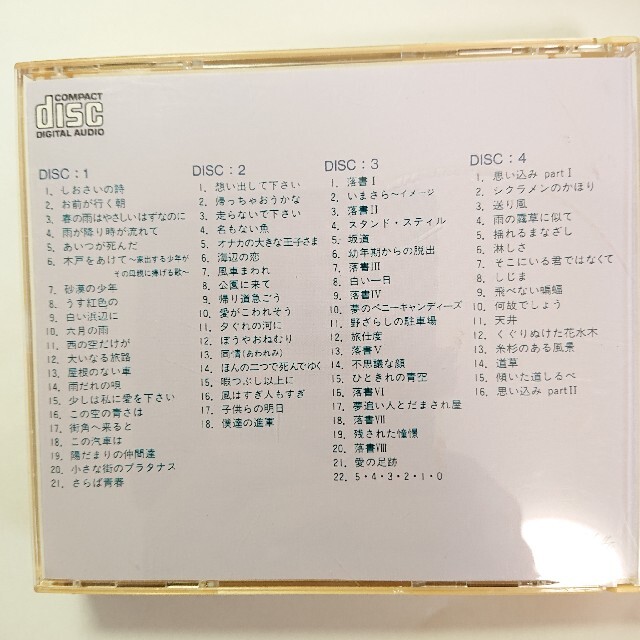 COMPACT
disc
DIGITAL AUDIO
DISC：1
1. しおさいの詩
2. お前が行く朝
3. 春の雨はやさしいはずなのに
4. 雨が降り時が流れて
5. あいつが死んだ
6. 木戸をあけて〜家出する少年が
その母親に捧げる歌〜
7. 砂漠の少年
8. うす紅色の
9. 白い浜辺に
10. 六月の雨
11. 西の空だけが
12. 大いなる旅路
13. 屋根のない車
14. 雨だれの唄
15. 少しは私に愛を下さい
16. この空の青さは
17. 街角へ来ると
18. この汽車は
19. 陽だまりの仲間達
20. 小さな街のプラタナス
21. さらば青春
DISC：2
1. 想い出して下さい
2. 帰っちゃおうかな
3. 走らないで下さい
4. 名もない魚
5. オナカの大きな王子さま
6. 海辺の恋
7. 風車まわれ
8. 公園に来て
9. 帰り道急ごう
10. 愛がこわれそう
11. 夕ぐれの河に
12. ぼうやおねむり
13. 同情(あわれみ)
14. ほんの二つで死んでゆく
15. 暇つぶし以上に
16. 風はすぎ人もすぎ
17. 子供らの明日
18. 僕達の進軍
DISC：3
1. 落書Ⅰ
2. いまさら〜イメージ
3. 落書Ⅱ
4. スタンド・スティル
5. 坂道
6. 幼年期からの脱出
7. 落書Ⅲ
8. 白い一日
9. 落書Ⅳ
10. 夢のペニーキャンディーズ
11. 野ざらしの駐車場
12. 旅仕度
13. 落書Ⅴ
14. 不思議な顔
15. ひときれの青空
16. 落書Ⅵ
17. 夢追い人とだまされ屋
18. 落書Ⅶ
19. 残された憧憬
20. 落書Ⅷ
21. 愛の足跡
22. 5・4・3・2・1・0
DISC：4
1. 思い込み partⅠ
2. シクラメンのかほり
3. 送り風
4. 雨の露草に似て
5. 揺れるまなざし
6. 淋しさ
7. そこにいる君ではなくて
8. しじま
9. 飛べない蝙蝠
10. 何故でしょう
11. 天井
12. くぐりぬけた花水木
13. 糸杉のある風景
14. 道草
15. 傾いた道しるべ
16. 思い込み partⅡ